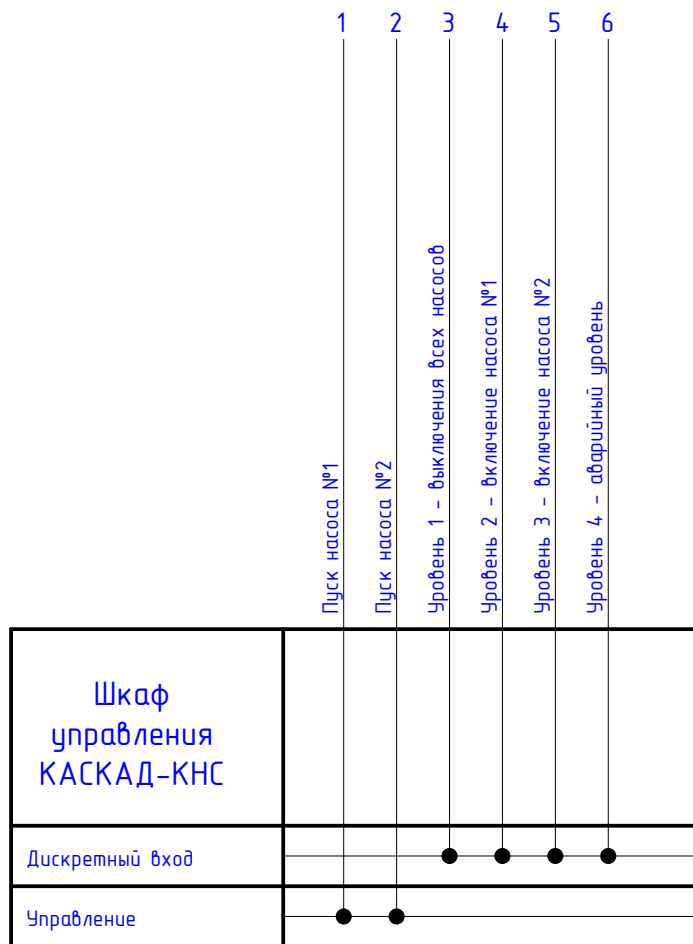 1 2 3 4 5 6
Пуск насоса №1
Пуск насоса №2
Уровень 1 - выключения всех насосов
Уровень 2 - включение насоса №1
Уровень 3 - включение насоса №2
Уровень 4 - аварийный уровень
Шкаф
управления
КАСКАД-КНС
Дискретный вход
Управление